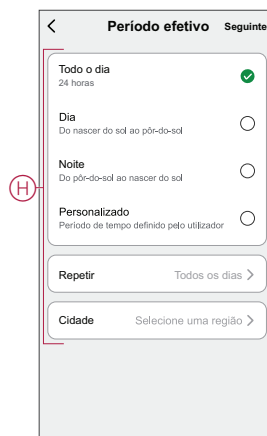 Período efetivo Seguinte
Todo o dia
24 horas
Dia
Do nascer do sol ao pôr-do-sol
Noite
Do pôr-do-sol ao nascer do sol
H
Personalizado
Período de tempo definido pelo utilizador
Repetir Todos os dias
Cidade Selecione uma região